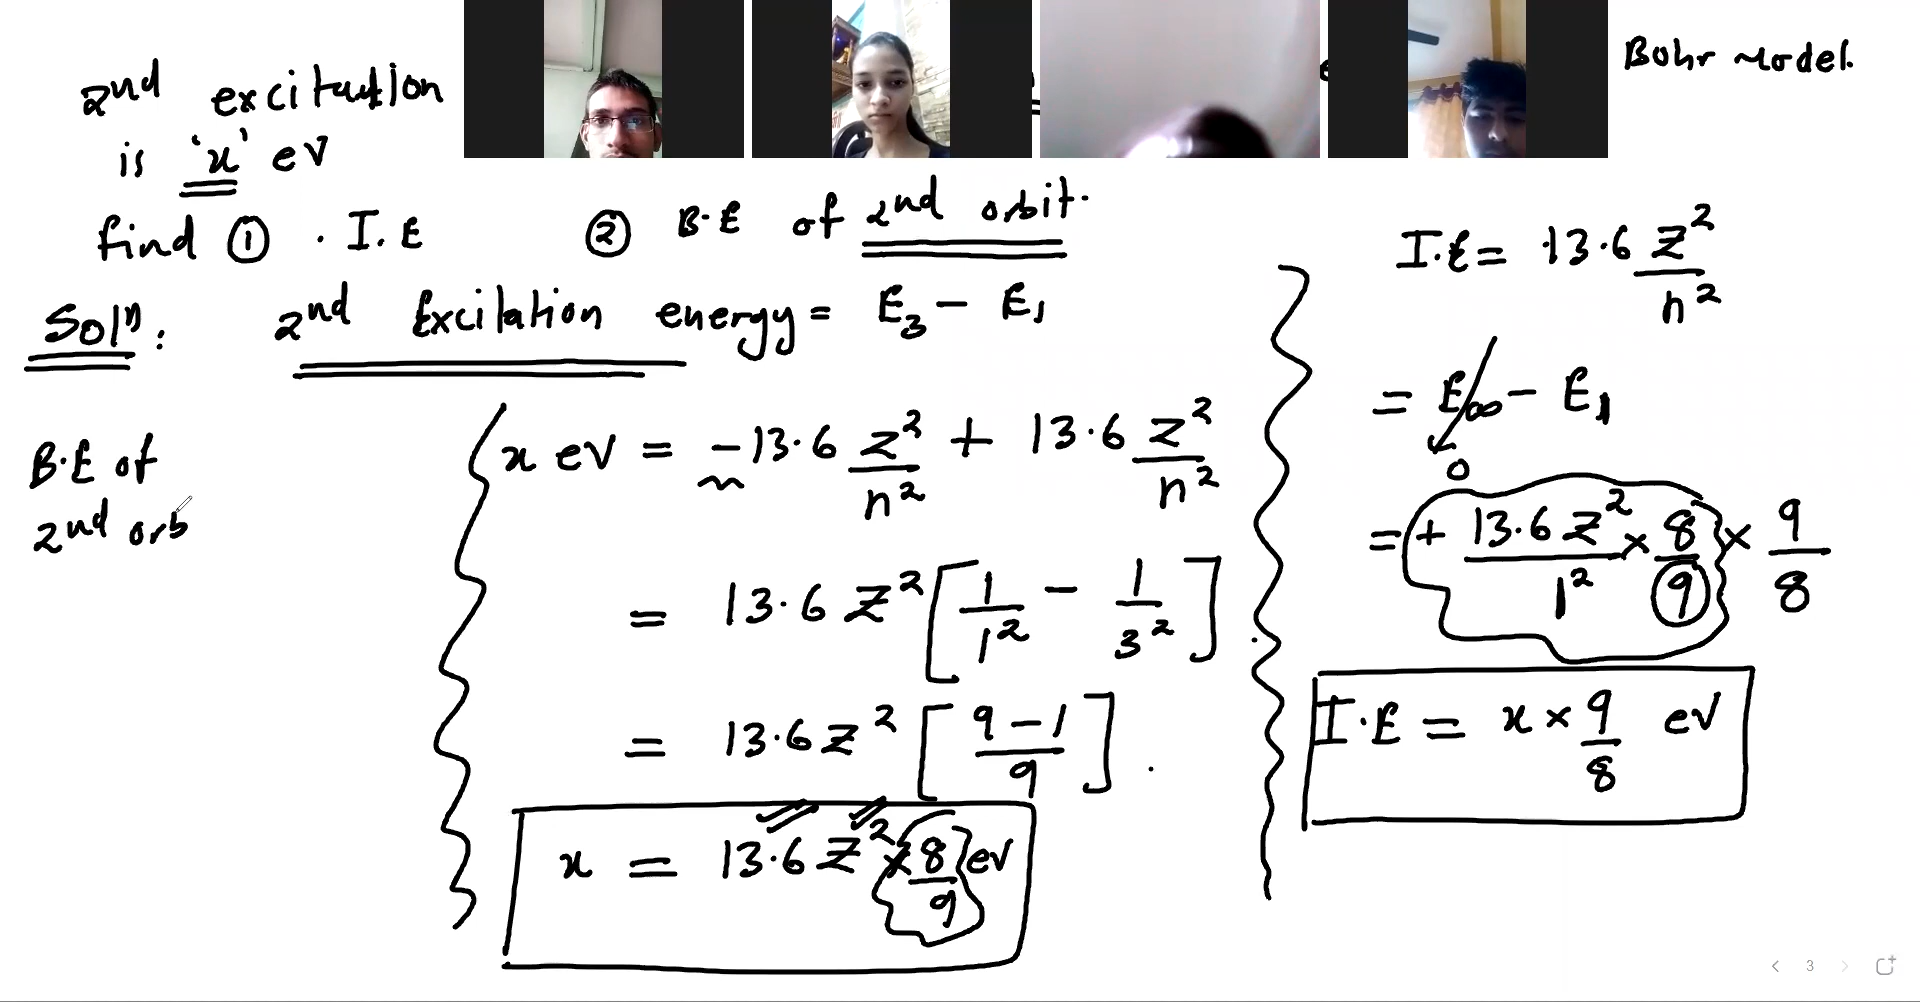 Bohr Model.
2nd excitation
is 'x' eV
find ① . I.E ② B.E of 2nd orbit.
Soln: 2nd Excitation energy = E₃ - E₁
B.E of
2nd orb
x eV = -13.6 Z²/n² + 13.6 Z²/n²
= 13.6 Z² [1/1² - 1/3²]
= 13.6 Z² [9-1/9]
x = 13.6 Z² × 8/9 eV
I.E = 13.6 Z²/n²
= E∞ - E₁
0
= + 13.6 Z²/1² × 8/9 × 9/8
I.E = x × 9/8 eV
3